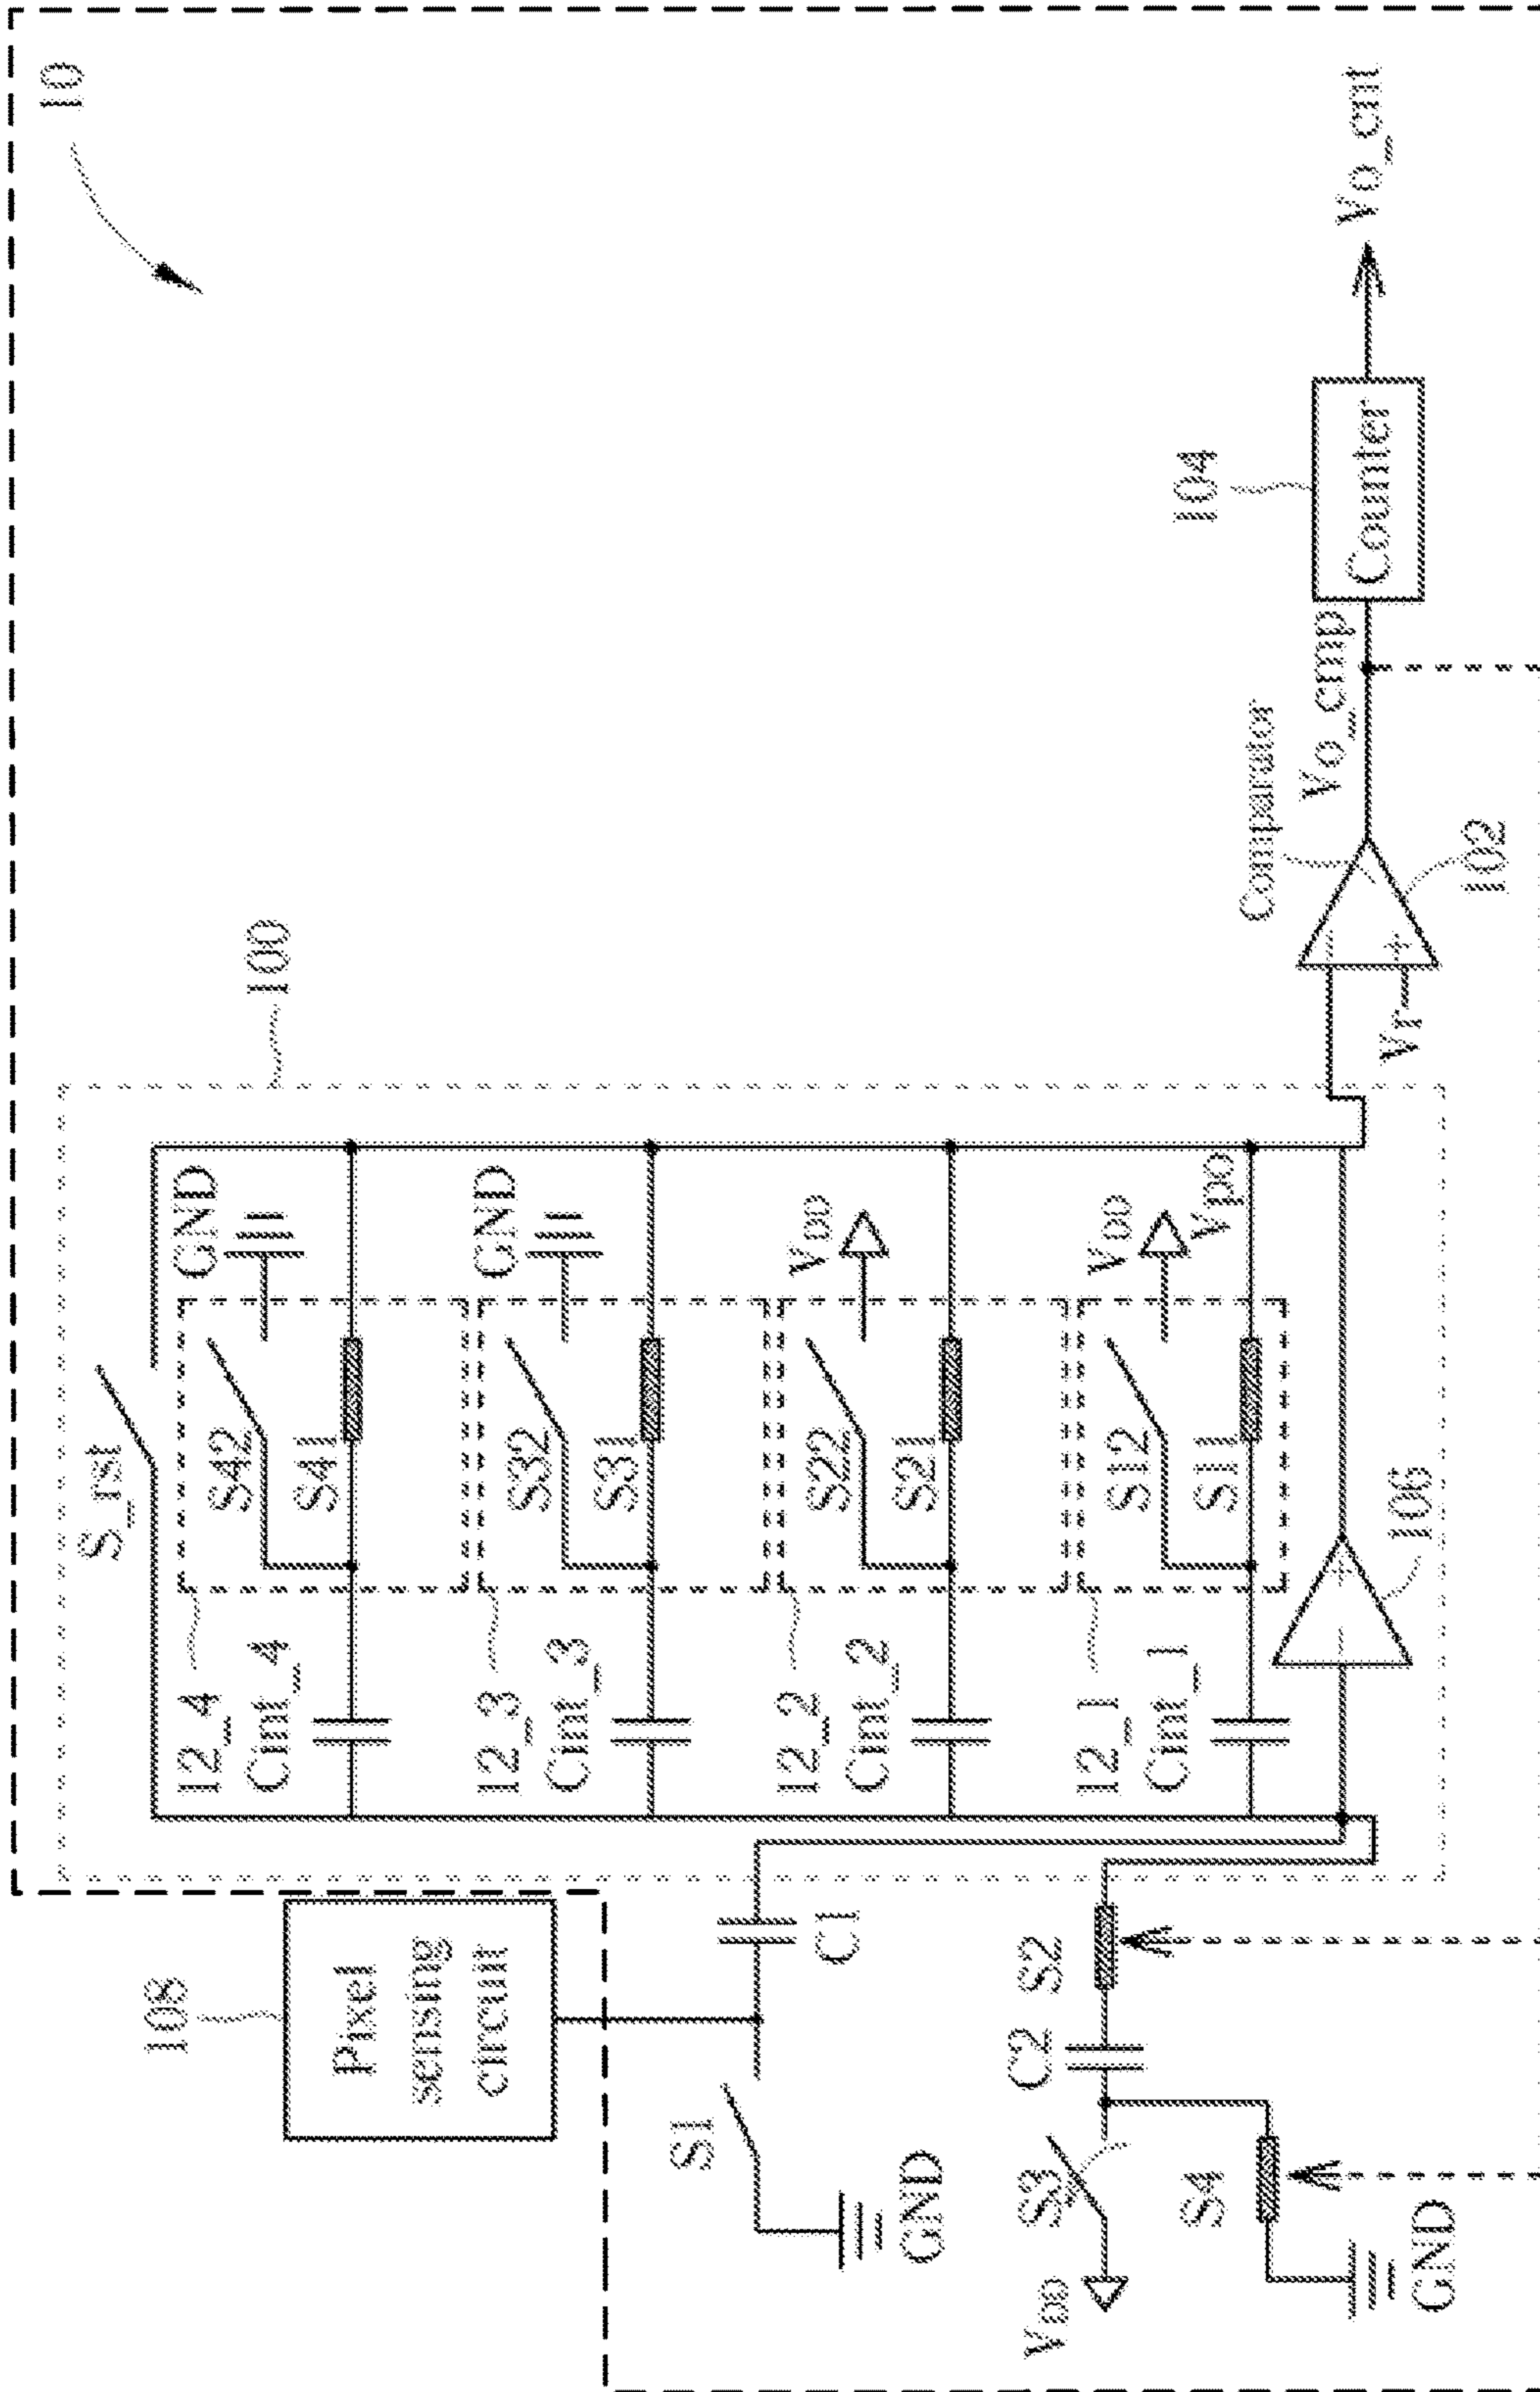 10
100
S_rst
12_4
Cint_4
S42
S41
GND
12_3
Cint_3
S32
S31
GND
12_2
Cint_2
S22
S21
VDD
12_1
Cint_1
S12
S11
VDD
Vpo
106
108
Pixel
sensing
circuit
S1
GND
C1
VDD
S3
C2
S2
S4
GND
Comparator
-
+
Vr
102
Vo_cmp
104
Counter
Vo_cnt
-
+